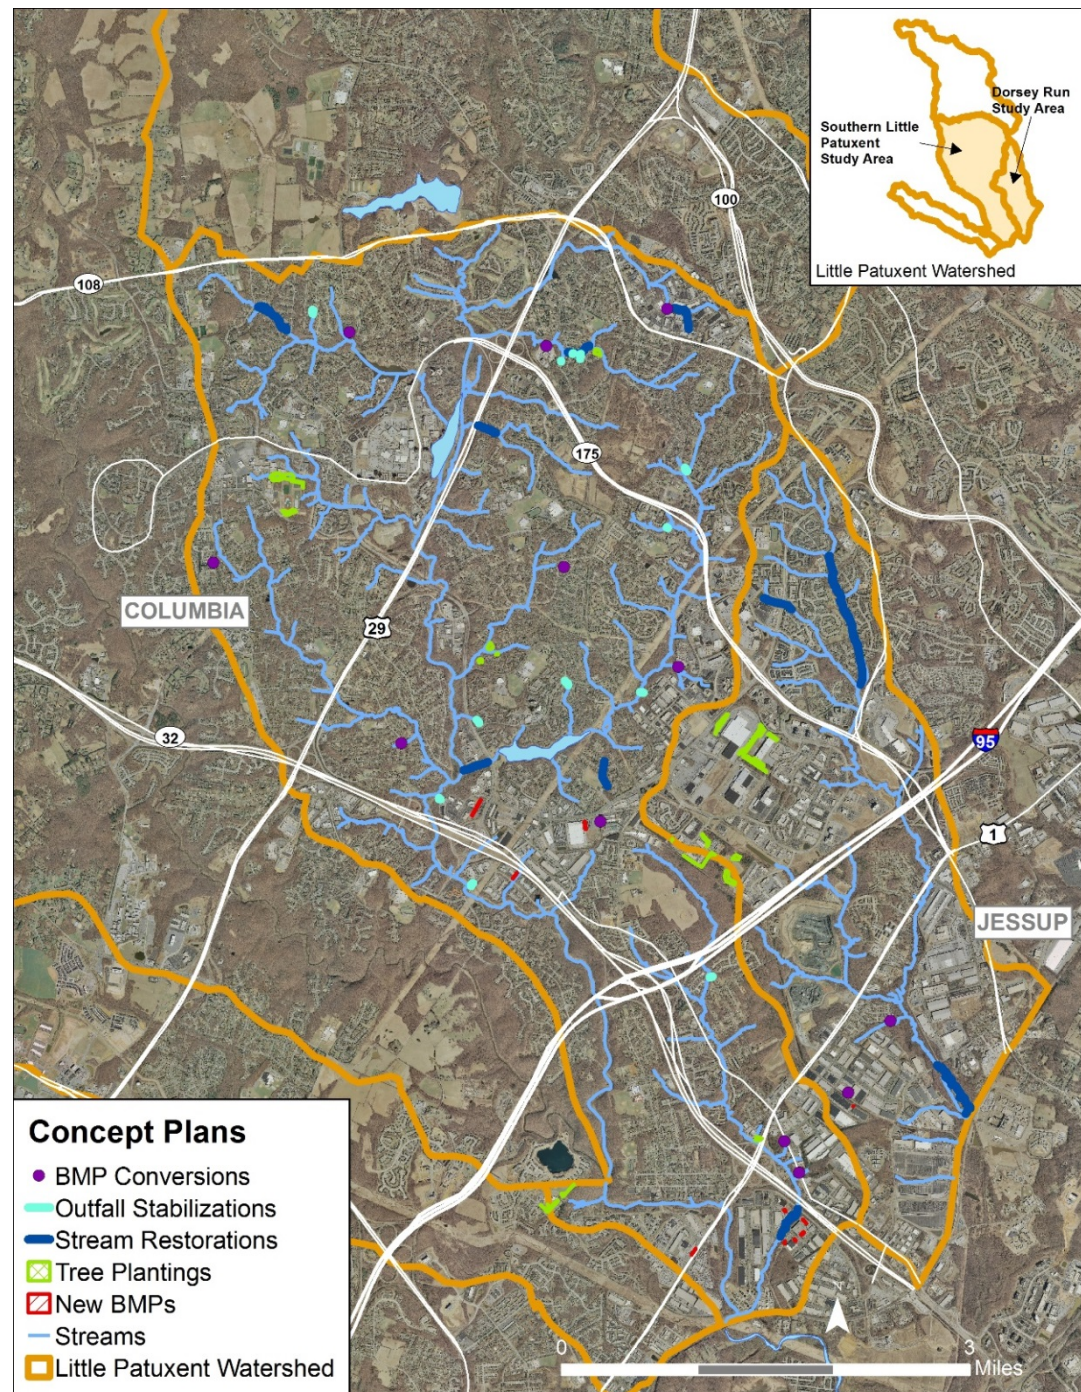 Dorsey Run
Study Area
Southern Little
Patuxent
Study Area
Little Patuxent Watershed
100
108
175
COLUMBIA
29
32
95
1
JESSUP
Concept Plans
BMP Conversions
Outfall Stabilizations
Stream Restorations
Tree Plantings
New BMPs
Streams
Little Patuxent Watershed
0
3
Miles